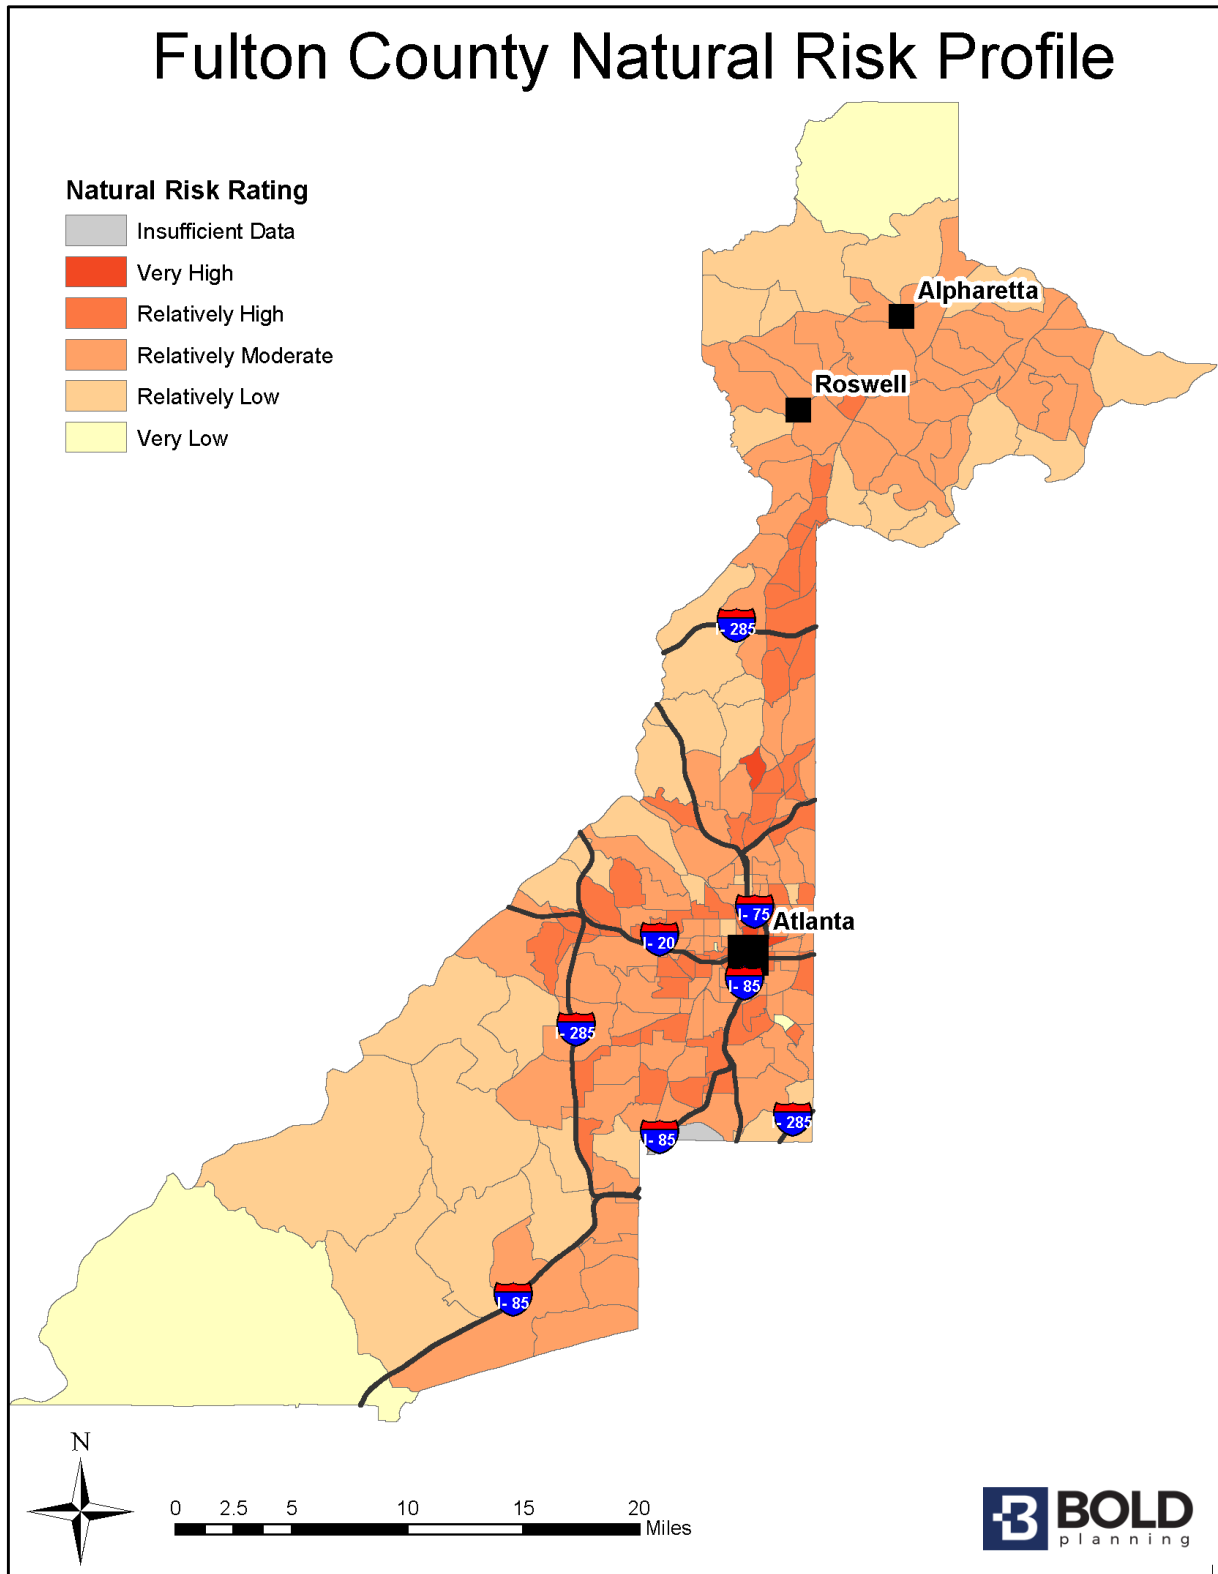 Fulton County Natural Risk Profile
Natural Risk Rating
Insufficient Data
Very High
Relatively High
Relatively Moderate
Relatively Low
Very Low
Alpharetta
Roswell
I- 285
I- 75
Atlanta
I- 20
I- 85
I- 285
I- 285
I- 85
I- 85
N
0 2.5 5 10 15 20
Miles
BOLD
planning